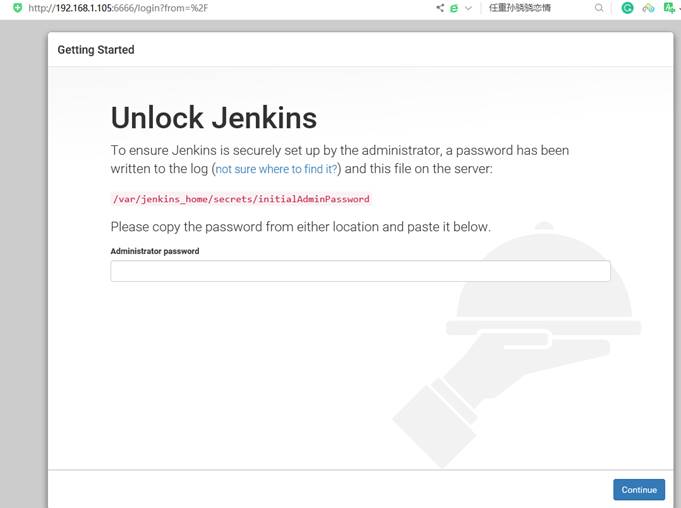 http://192.168.1.105:6666/login?from=%2F
任重孙骁骁恋情
Getting Started
Unlock Jenkins
To ensure Jenkins is securely set up by the administrator, a password has been
written to the log (not sure where to find it?) and this file on the server:
/var/jenkins_home/secrets/initialAdminPassword
Please copy the password from either location and paste it below.
Administrator password
Continue